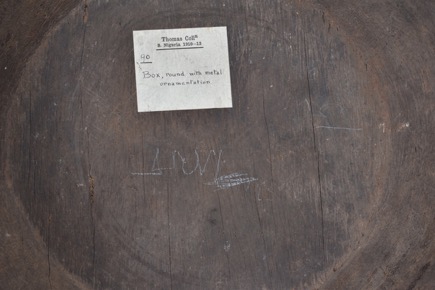 Thomas Collⁿ
S. Nigeria 1910-13
40
Box, round with metal
ornamentation